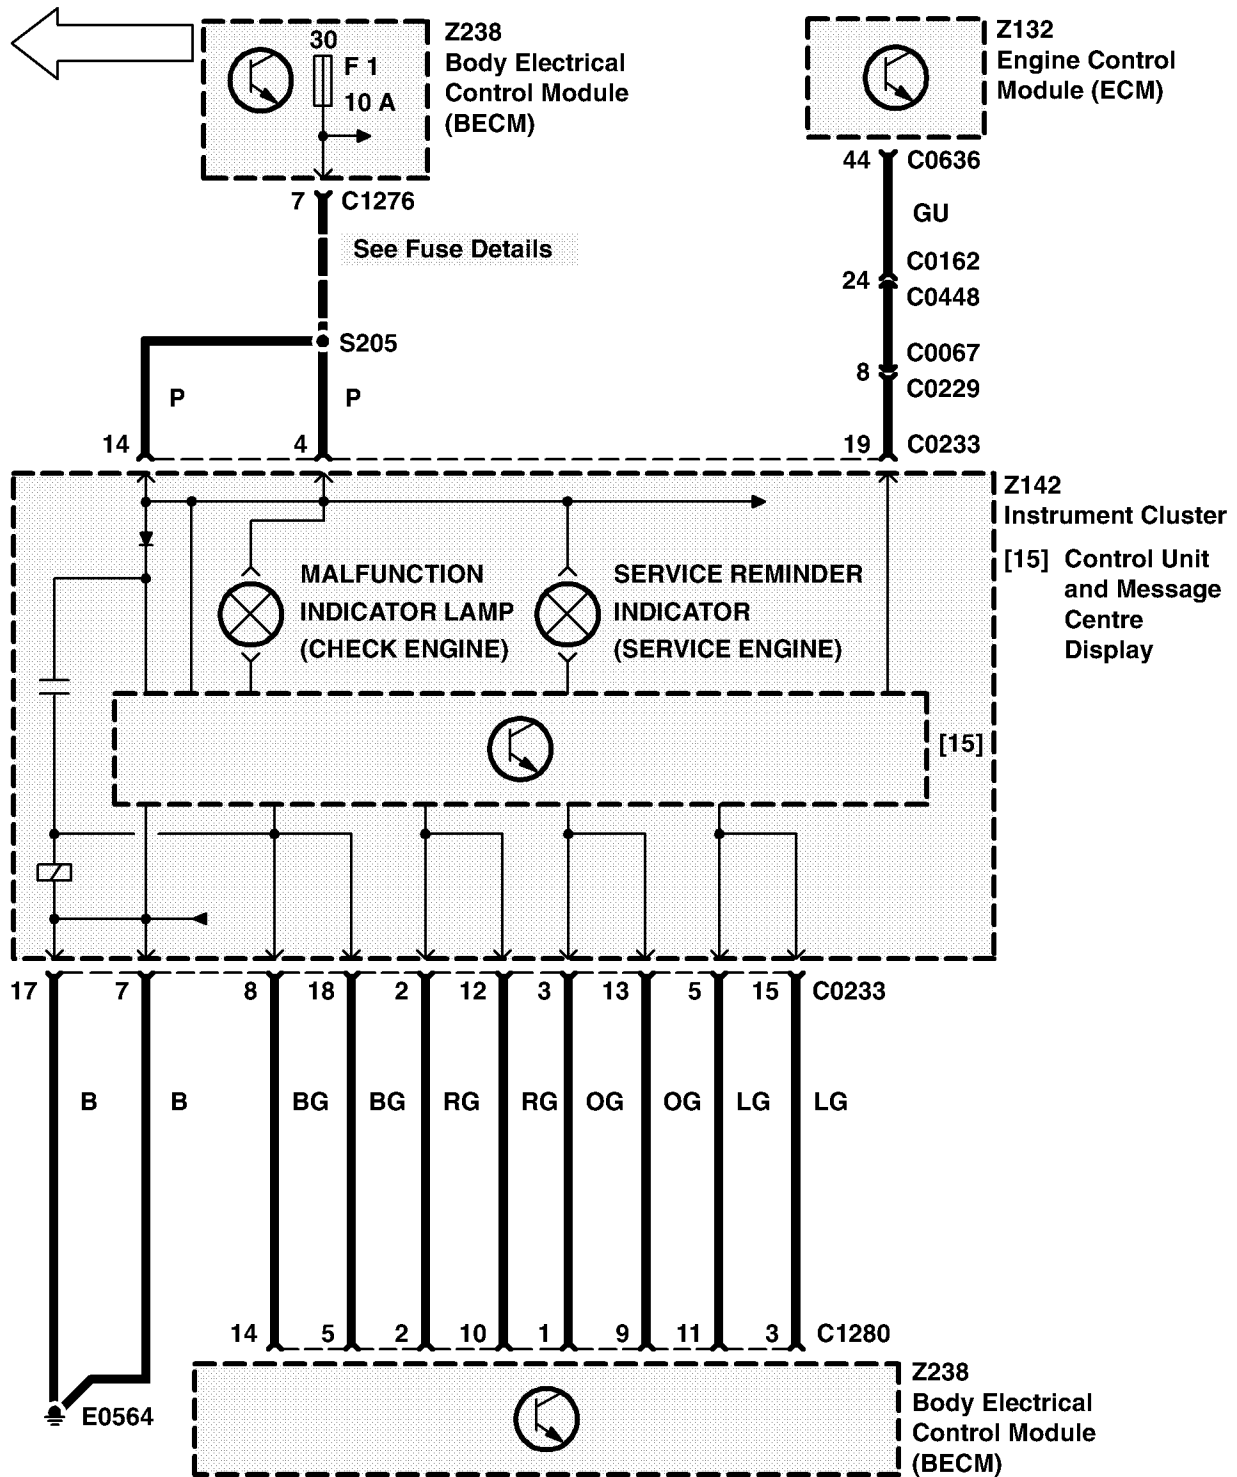 30
F 1
10 A
Z238
Body Electrical
Control Module
(BECM)
Z132
Engine Control
Module (ECM)
44 C0636
GU
7 C1276
See Fuse Details
C0162
24
C0448
S205
C0067
8
C0229
P P
14 4 19 C0233
Z142
Instrument Cluster
[15] Control Unit
and Message
Centre
Display
MALFUNCTION
INDICATOR LAMP
(CHECK ENGINE)
SERVICE REMINDER
INDICATOR
(SERVICE ENGINE)
[15]
17 7 8 18 2 12 3 13 5 15 C0233
B B BG BG RG RG OG OG LG LG
14 5 2 10 1 9 11 3 C1280
E0564
Z238
Body Electrical
Control Module
(BECM)